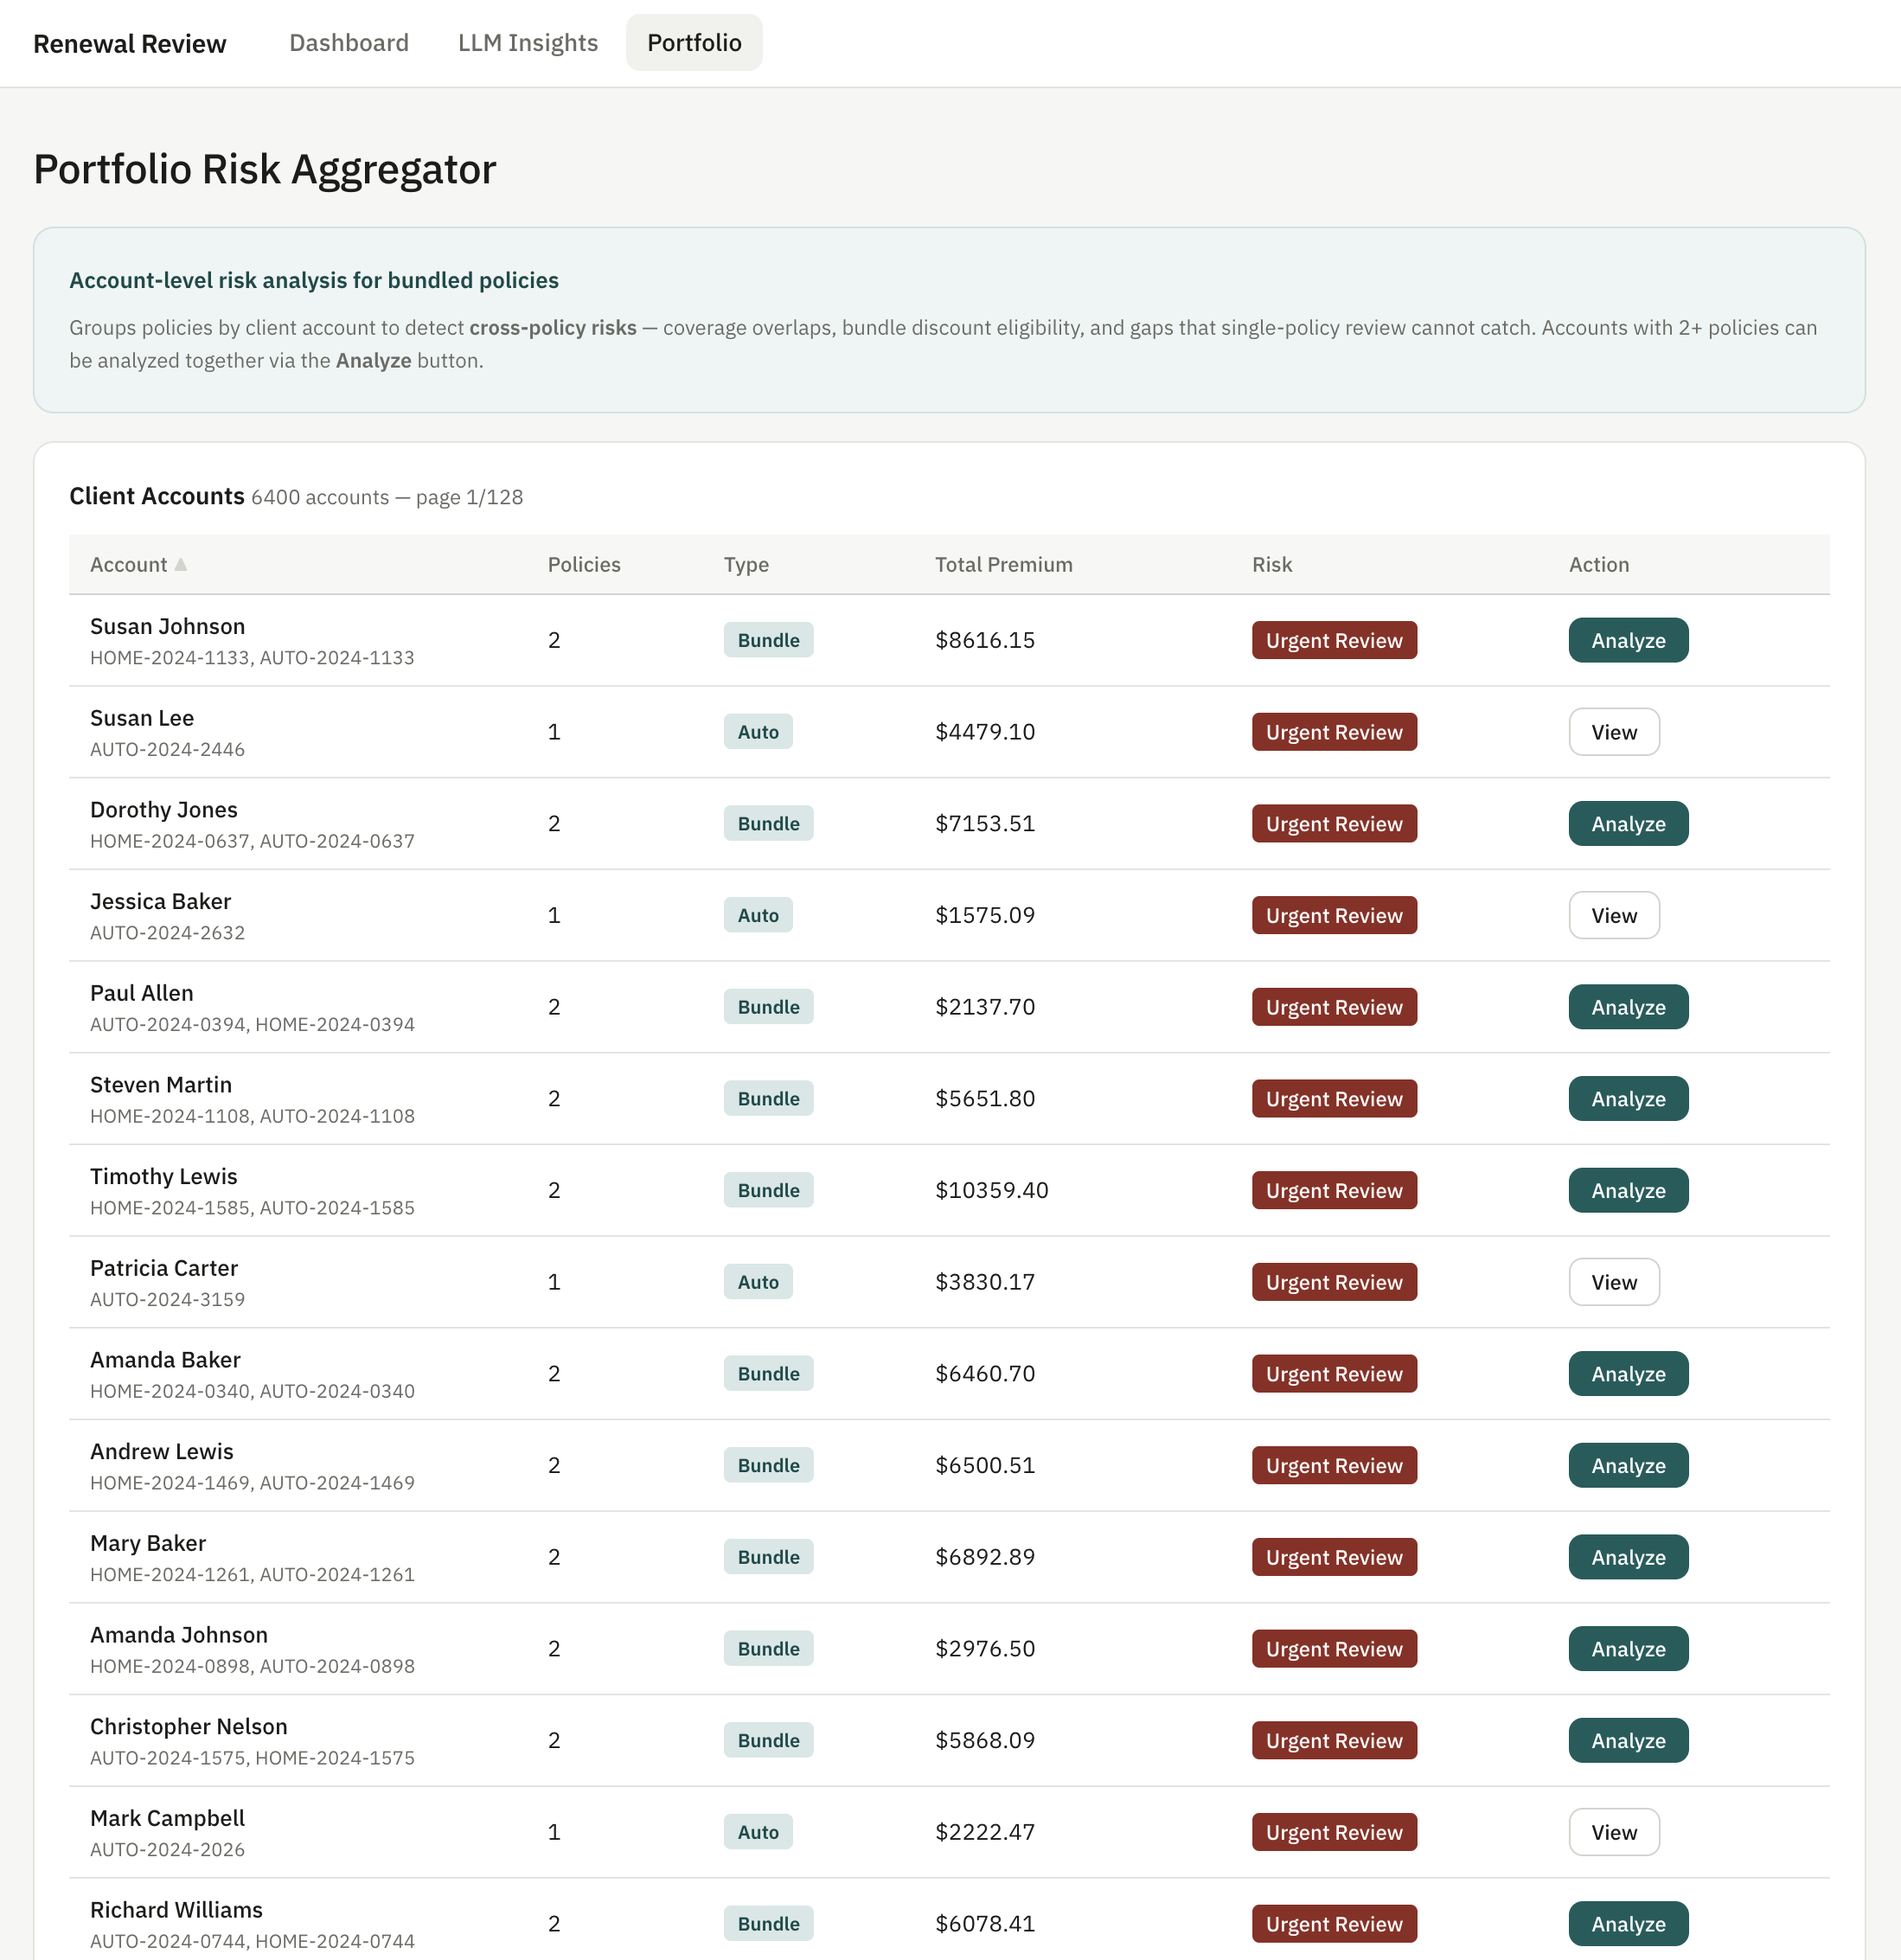 Renewal Review Dashboard LLM Insights Portfolio
Portfolio Risk Aggregator
Account-level risk analysis for bundled policies
Groups policies by client account to detect cross-policy risks — coverage overlaps, bundle discount eligibility, and gaps that single-policy review cannot catch. Accounts with 2+ policies can
be analyzed together via the Analyze button.
Client Accounts 6400 accounts — page 1/128
Account ▲ Policies Type Total Premium Risk Action
Susan Johnson
HOME-2024-1133, AUTO-2024-1133
2 Bundle $8616.15 Urgent Review Analyze
Susan Lee
AUTO-2024-2446
1 Auto $4479.10 Urgent Review View
Dorothy Jones
HOME-2024-0637, AUTO-2024-0637
2 Bundle $7153.51 Urgent Review Analyze
Jessica Baker
AUTO-2024-2632
1 Auto $1575.09 Urgent Review View
Paul Allen
AUTO-2024-0394, HOME-2024-0394
2 Bundle $2137.70 Urgent Review Analyze
Steven Martin
HOME-2024-1108, AUTO-2024-1108
2 Bundle $5651.80 Urgent Review Analyze
Timothy Lewis
HOME-2024-1585, AUTO-2024-1585
2 Bundle $10359.40 Urgent Review Analyze
Patricia Carter
AUTO-2024-3159
1 Auto $3830.17 Urgent Review View
Amanda Baker
HOME-2024-0340, AUTO-2024-0340
2 Bundle $6460.70 Urgent Review Analyze
Andrew Lewis
HOME-2024-1469, AUTO-2024-1469
2 Bundle $6500.51 Urgent Review Analyze
Mary Baker
HOME-2024-1261, AUTO-2024-1261
2 Bundle $6892.89 Urgent Review Analyze
Amanda Johnson
HOME-2024-0898, AUTO-2024-0898
2 Bundle $2976.50 Urgent Review Analyze
Christopher Nelson
AUTO-2024-1575, HOME-2024-1575
2 Bundle $5868.09 Urgent Review Analyze
Mark Campbell
AUTO-2024-2026
1 Auto $2222.47 Urgent Review View
Richard Williams
AUTO-2024-0744, HOME-2024-0744
2 Bundle $6078.41 Urgent Review Analyze